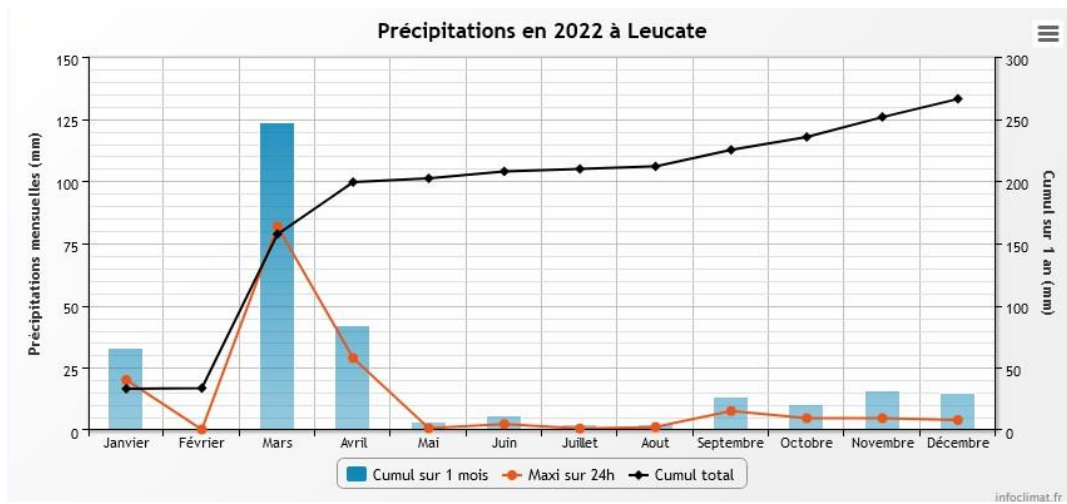 Précipitations en 2022 à Leucate
Précipitations mensuelles (mm)
150
125
100
75
50
25
0
300
250
200
150
100
50
0
Cumul sur 1 an (mm)
Janvier Février Mars Avril Mai Juin Juillet Aout Septembre Octobre Novembre Décembre
Cumul sur 1 mois Maxi sur 24h Cumul total
infoclimat.fr